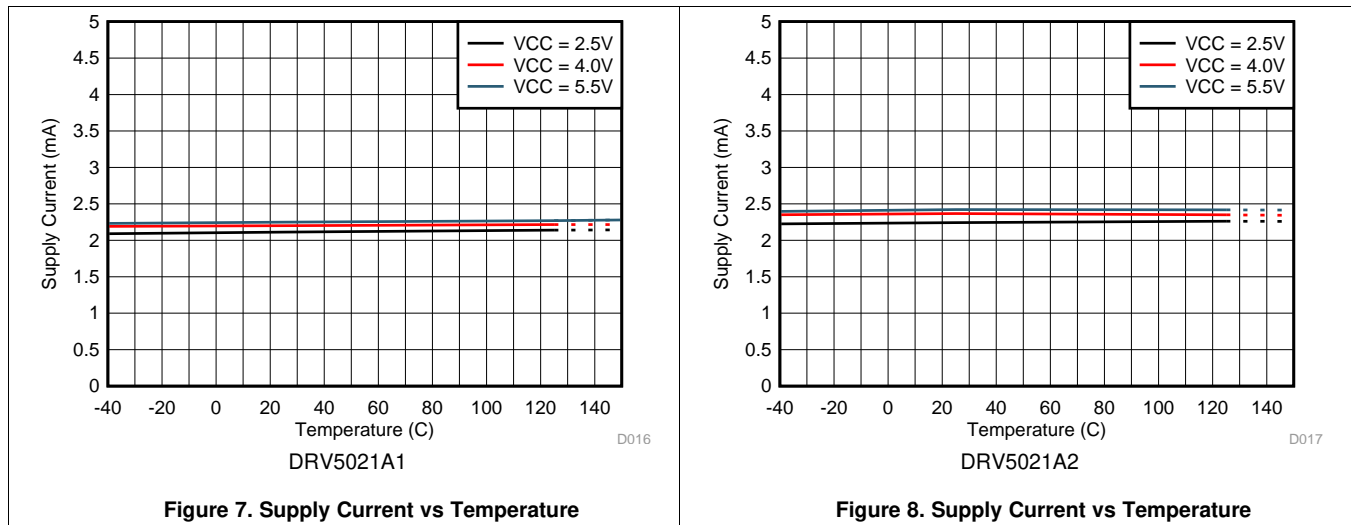 5
4.5
4
3.5
3
2.5
2
1.5
1
0.5
0
Supply Current (mA)
VCC = 2.5V
VCC = 4.0V
VCC = 5.5V
-40 -20 0 20 40 60 80 100 120 140
Temperature (C)
D016
DRV5021A1
Figure 7. Supply Current vs Temperature
5
4.5
4
3.5
3
2.5
2
1.5
1
0.5
0
Supply Current (mA)
VCC = 2.5V
VCC = 4.0V
VCC = 5.5V
-40 -20 0 20 40 60 80 100 120 140
Temperature (C)
D017
DRV5021A2
Figure 8. Supply Current vs Temperature